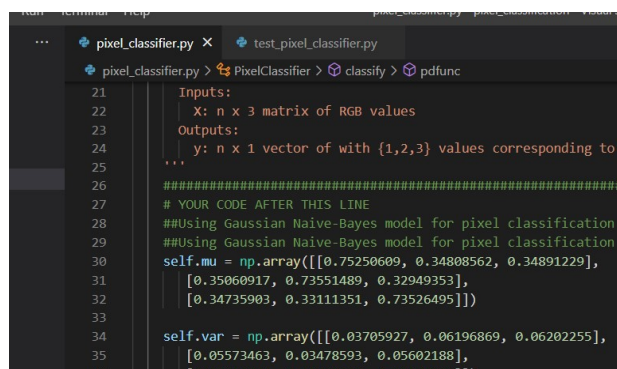 pixel_classifier.py X test_pixel_classifier.py
pixel_classifier.py > PixelClassifier > classify > pdfunc
21 Inputs:
22 X: n x 3 matrix of RGB values
23 Outputs:
24 y: n x 1 vector of with {1,2,3} values corresponding to
25 '''
26 ############################################################
27 # YOUR CODE AFTER THIS LINE
28 ##Using Gaussian Naive-Bayes model for pixel classification
29 ##Using Gaussian Naive-Bayes model for pixel classification
30 self.mu = np.array([[0.75250609, 0.34808562, 0.34891229],
31 [0.35060917, 0.73551489, 0.32949353],
32 [0.34735903, 0.33111351, 0.73526495]])
33
34 self.var = np.array([[0.03705927, 0.06196869, 0.06202255],
35 [0.05573463, 0.03478593, 0.05602188],